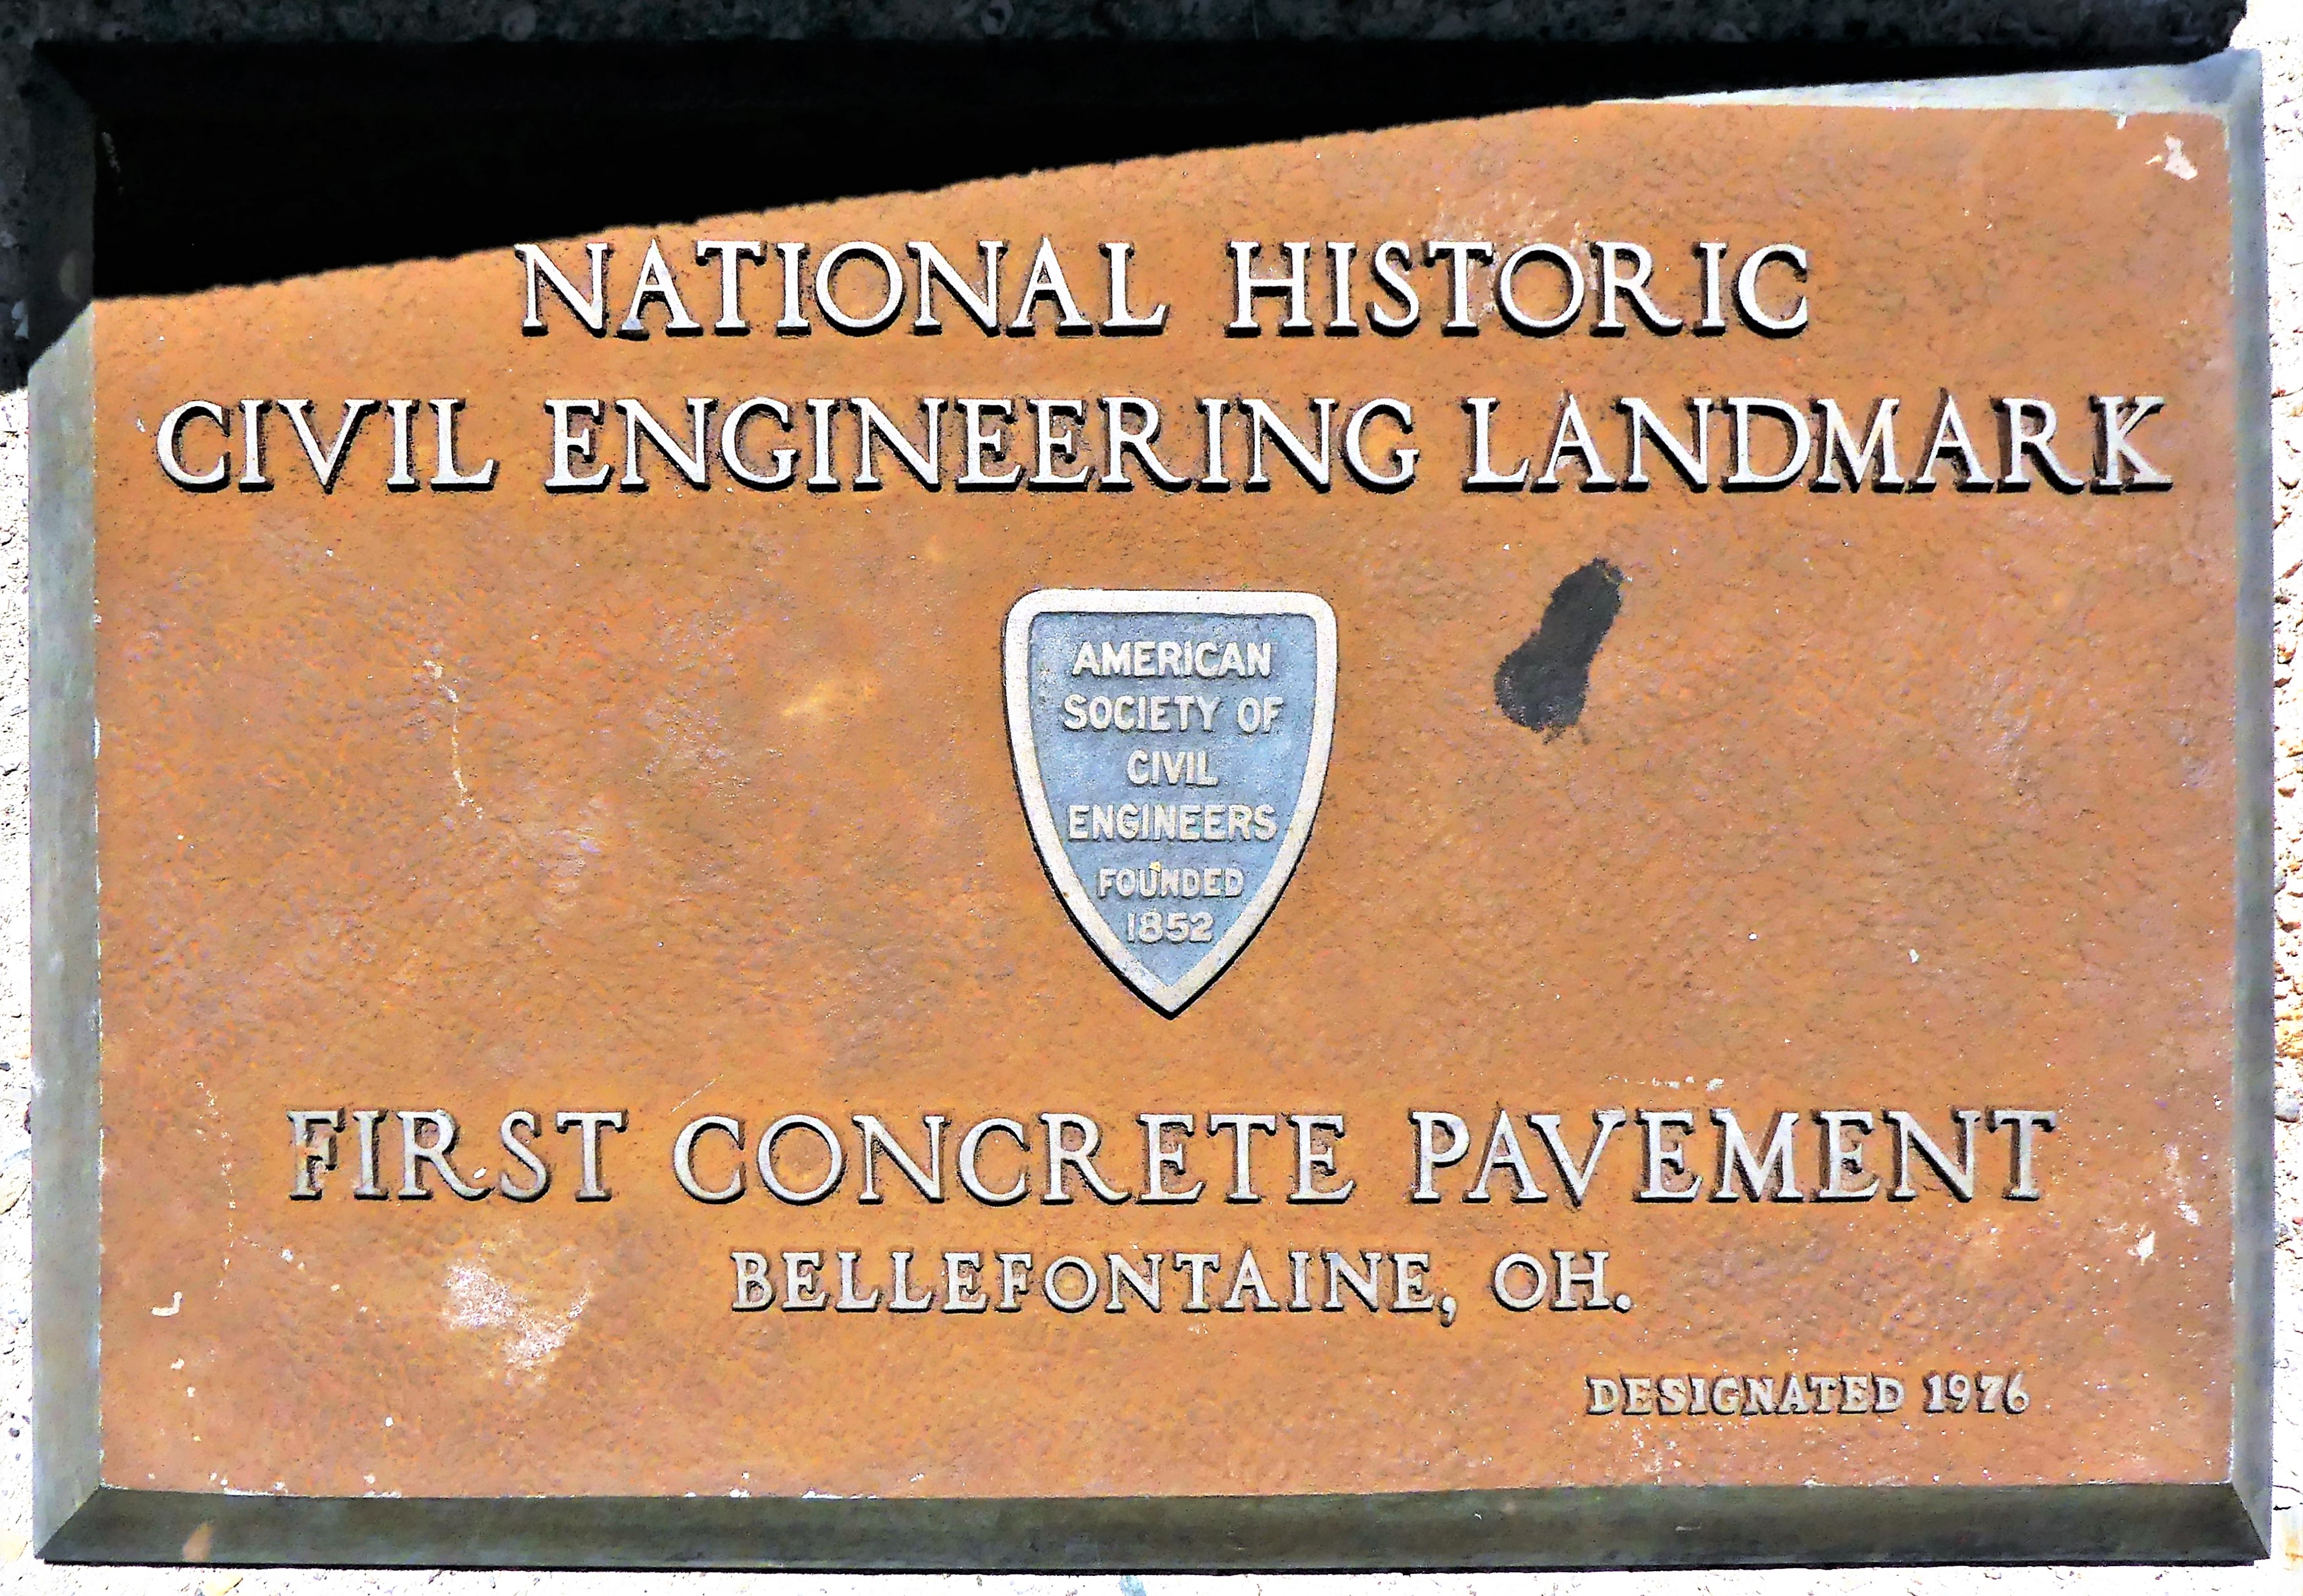 NATIONAL HISTORIC
CIVIL ENGINEERING LANDMARK
AMERICAN
SOCIETY OF
CIVIL
ENGINEERS
FOUNDED
1852
FIRST CONCRETE PAVEMENT
BELLEFONTAINE, OH.
DESIGNATED 1976